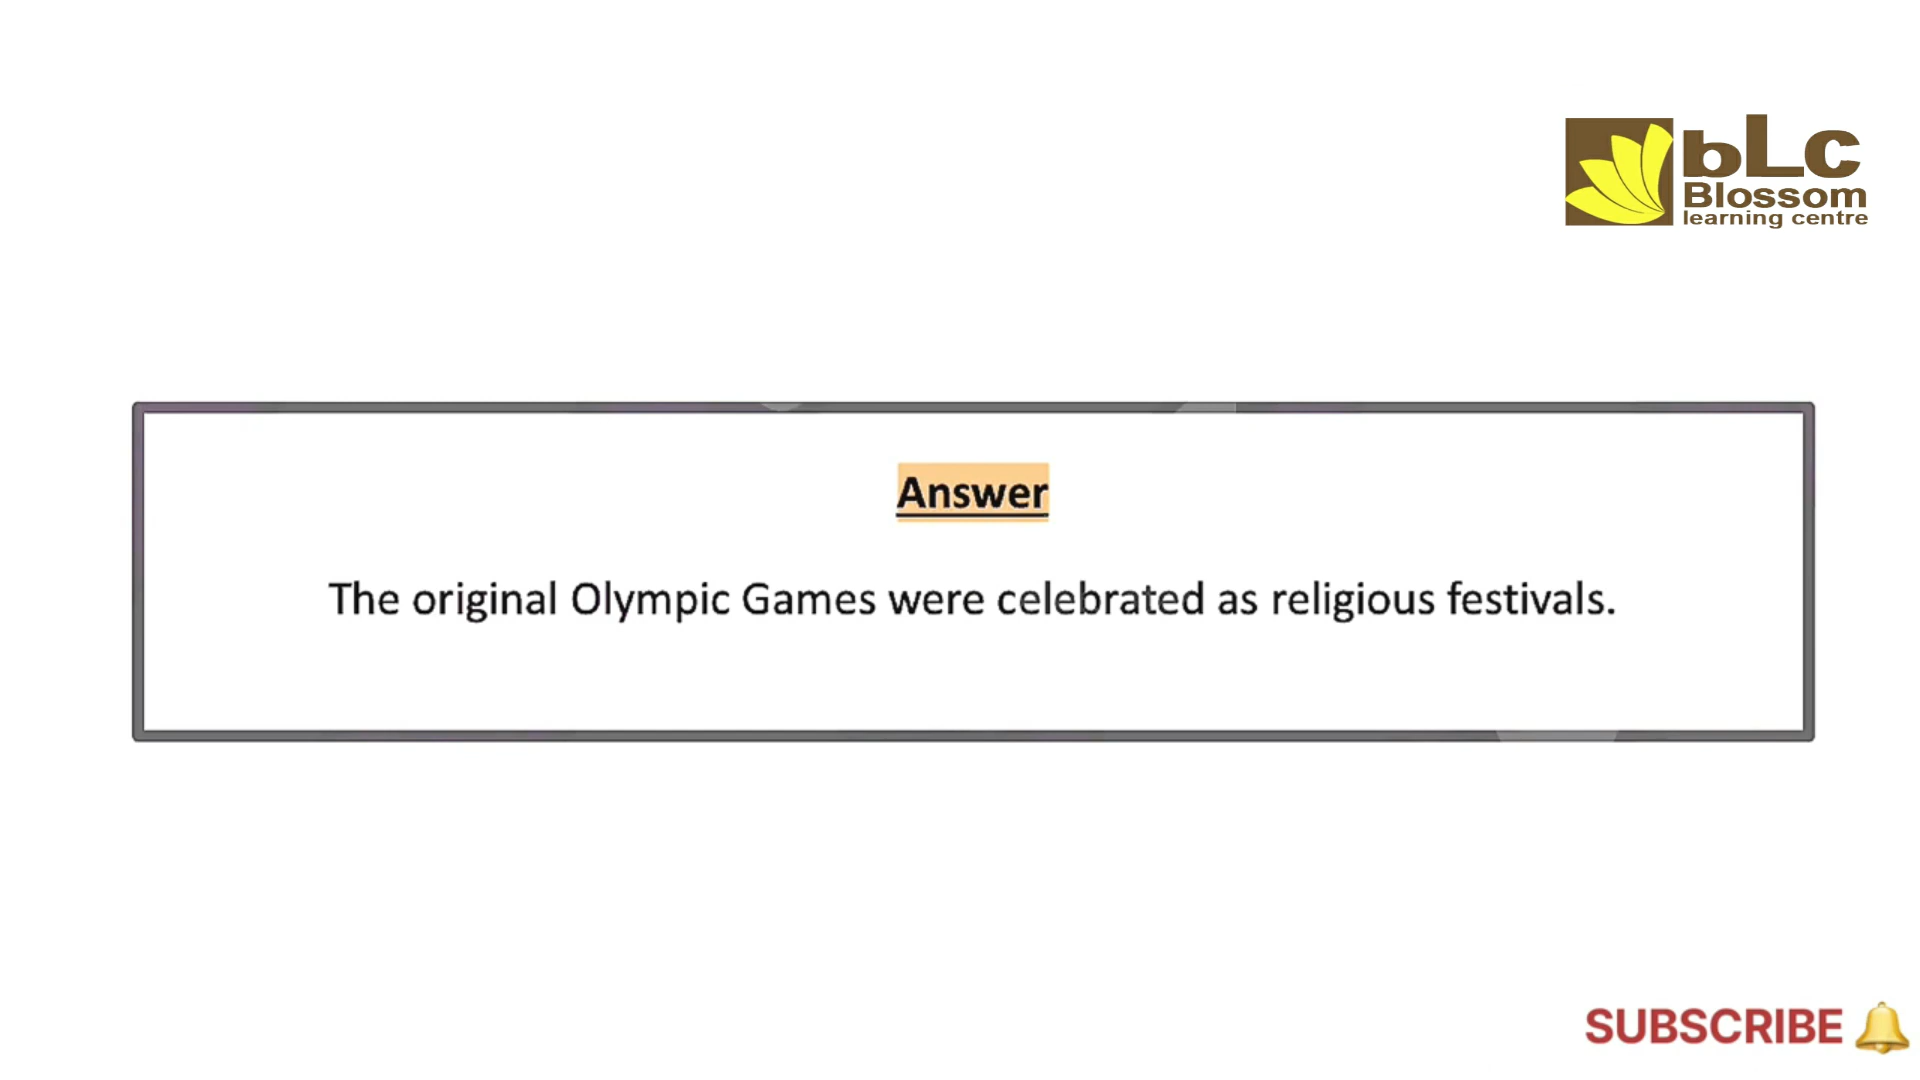 bLc
Blossom
learning centre
Answer
The original Olympic Games were celebrated as religious festivals.
SUBSCRIBE